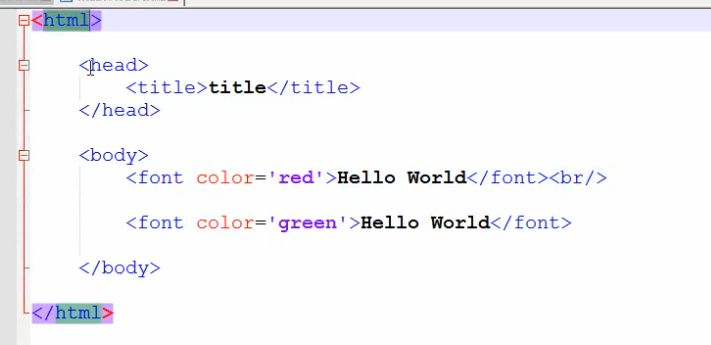 <html>
<head>
<title>title</title>
</head>
<body>
<font color='red'>Hello World</font><br/>
<font color='green'>Hello World</font>
</body>
</html>